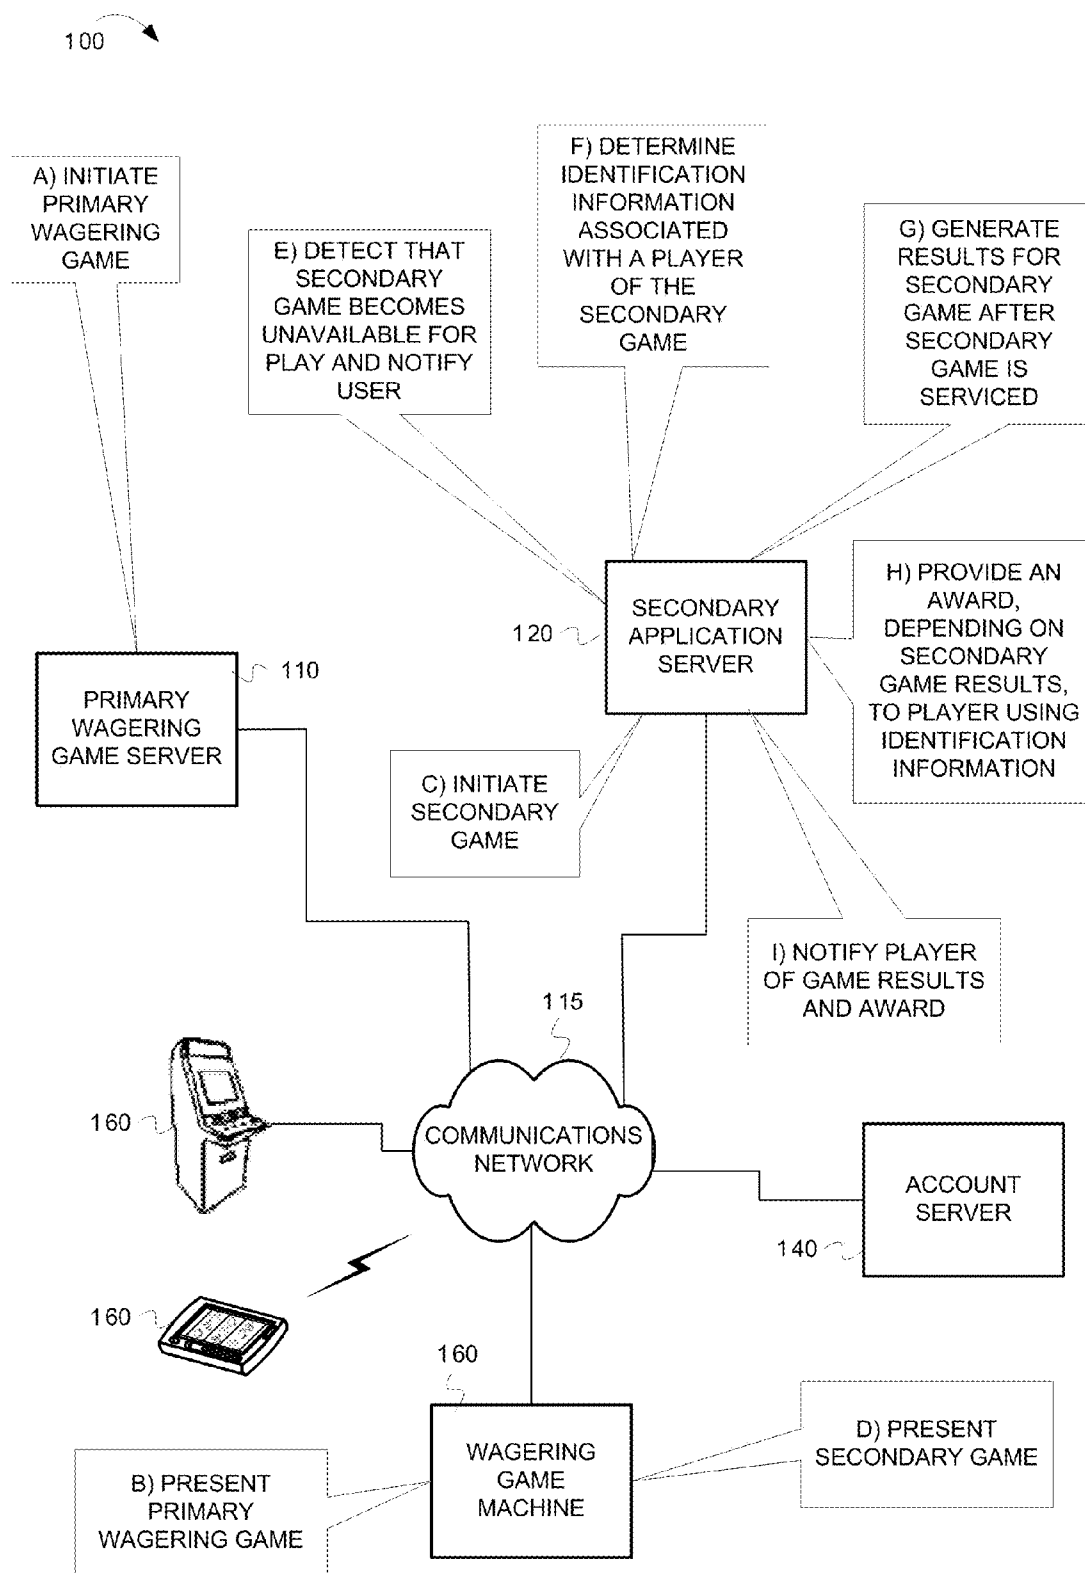 100
A) INITIATE
PRIMARY
WAGERING
GAME
E) DETECT THAT
SECONDARY
GAME BECOMES
UNAVAILABLE FOR
PLAY AND NOTIFY
USER
F) DETERMINE
IDENTIFICATION
INFORMATION
ASSOCIATED
WITH A PLAYER
OF THE
SECONDARY
GAME
G) GENERATE
RESULTS FOR
SECONDARY
GAME AFTER
SECONDARY
GAME IS
SERVICED
H) PROVIDE AN
AWARD,
DEPENDING ON
SECONDARY
GAME RESULTS,
TO PLAYER USING
IDENTIFICATION
INFORMATION
120
SECONDARY
APPLICATION
SERVER
110
PRIMARY
WAGERING
GAME SERVER
C) INITIATE
SECONDARY
GAME
I) NOTIFY PLAYER
OF GAME RESULTS
AND AWARD
115
160
COMMUNICATIONS
NETWORK
ACCOUNT
SERVER
140
160
160
WAGERING
GAME
MACHINE
D) PRESENT
SECONDARY GAME
B) PRESENT
PRIMARY
WAGERING GAME